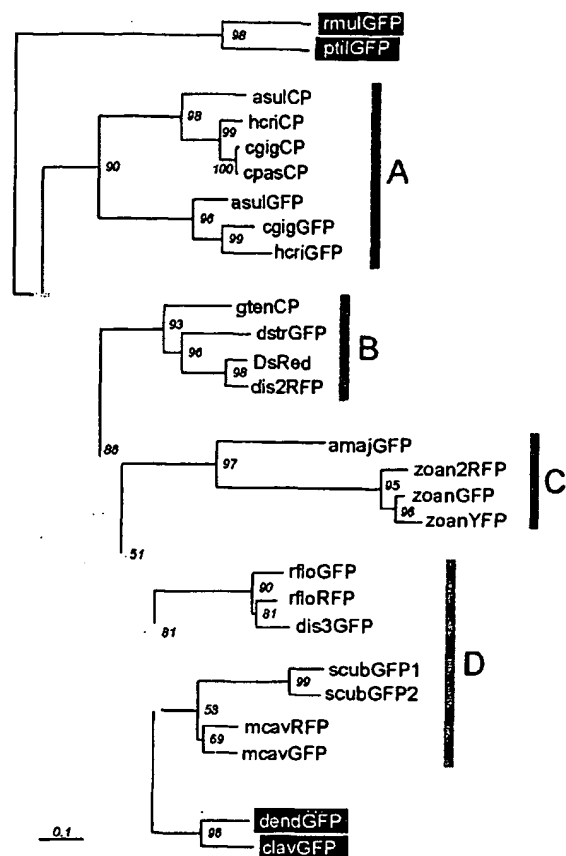 rmulGFP
98
ptilGFP
asulCP
98
hcriCP
99
cgigCP
100
cpasCP
90
A
asulGFP
96
cgigGFP
99
hcriGFP
gtenCP
93
dstrGFP
B
96
DsRed
98
dis2RFP
86
amajGFP
97
zoan2RFP
95
C
zoanGFP
96
zoanYFP
51
rfloGFP
90
rfloRFP
81
dis3GFP
81
D
scubGFP1
99
scubGFP2
53
mcavRFP
69
mcavGFP
dendGFP
0,1
96
clavGFP